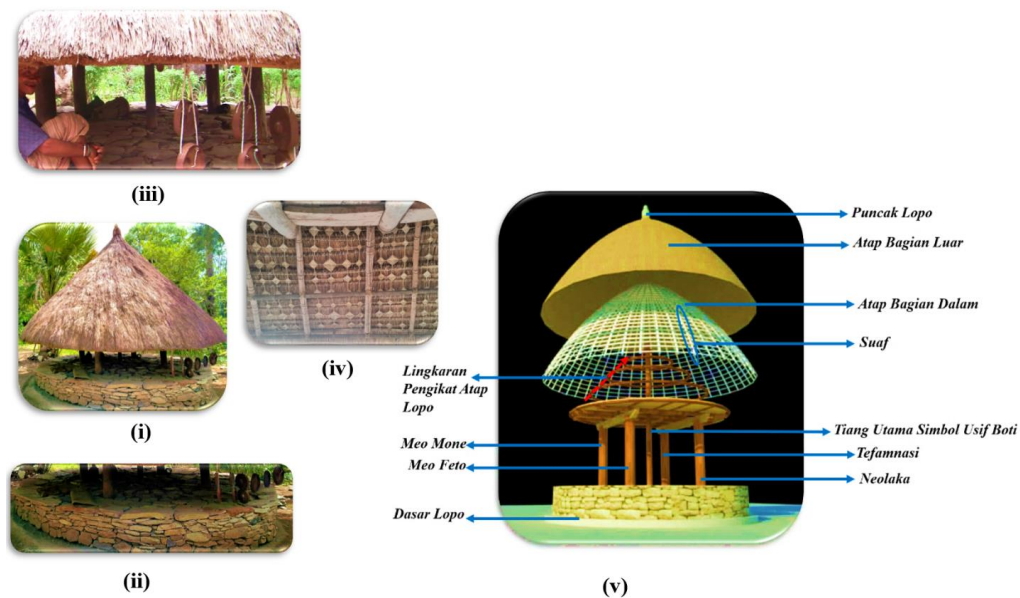 (iii)
(i)
(ii)
(iv)
Puncak Lopo
Atap Bagian Luar
Atap Bagian Dalam
Suaf
Lingkaran
Pengikat Atap
Lopo
Meo Mone
Meo Feto
Dasar Lopo
Tiang Utama Simbol Usif Boti
Tefamnasi
Neolaka
(v)